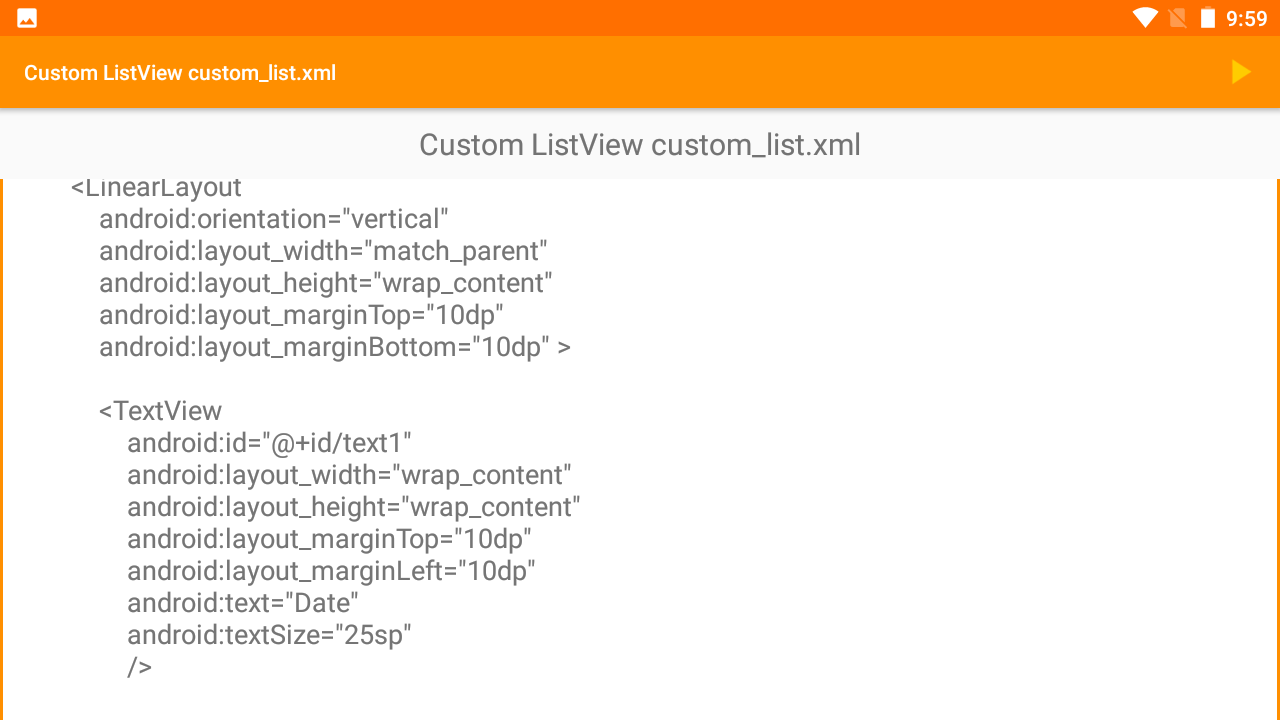 9:59
Custom ListView custom_list.xml
Custom ListView custom_list.xml
<LinearLayout
android:orientation="vertical"
android:layout_width="match_parent"
android:layout_height="wrap_content"
android:layout_marginTop="10dp"
android:layout_marginBottom="10dp" >
<TextView
android:id="@+id/text1"
android:layout_width="wrap_content"
android:layout_height="wrap_content"
android:layout_marginTop="10dp"
android:layout_marginLeft="10dp"
android:text="Date"
android:textSize="25sp"
/>